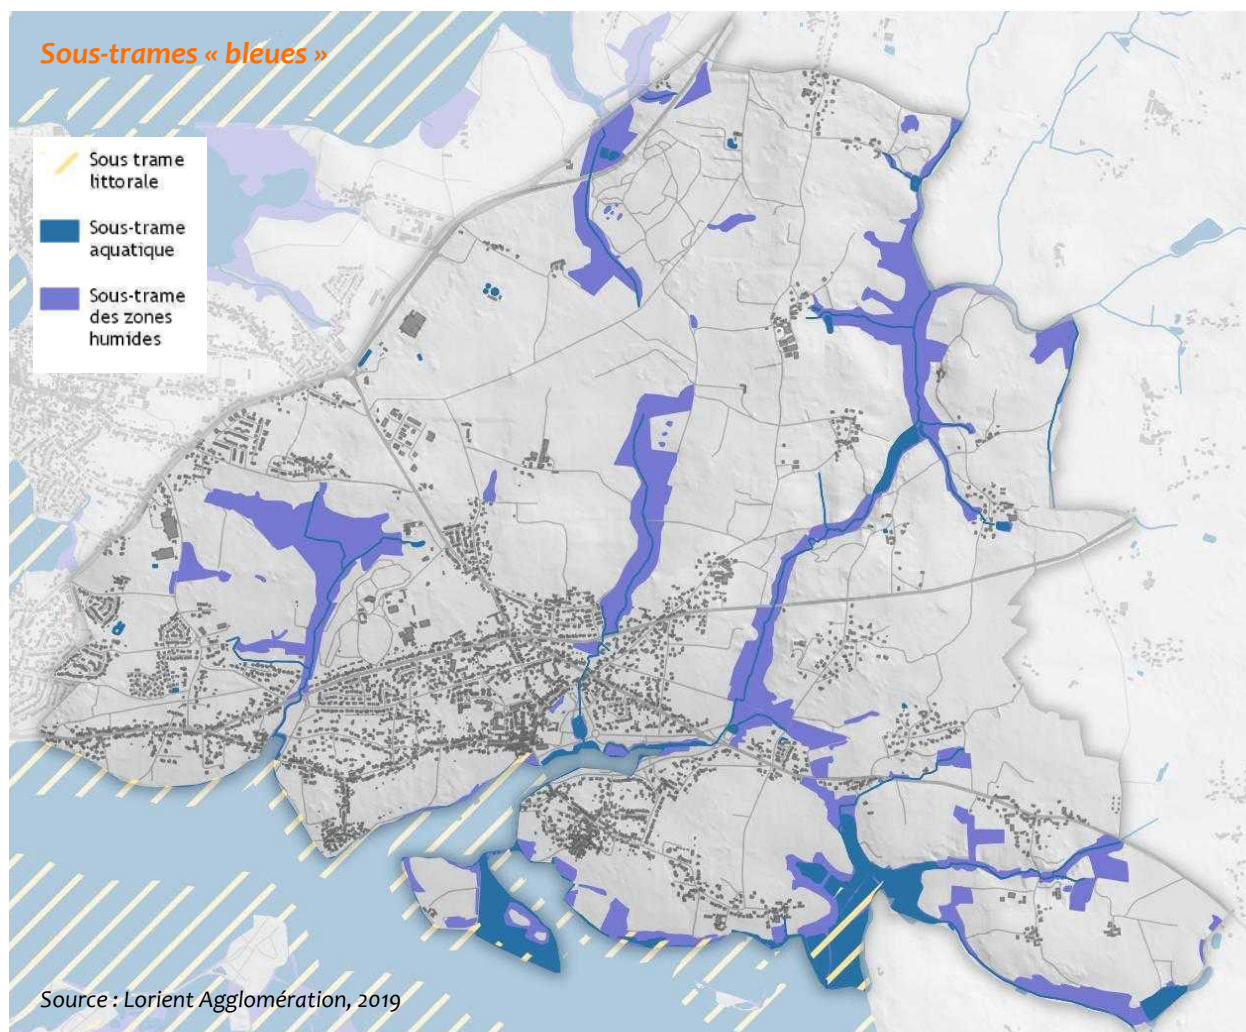 Sous-trames « bleues »
Sous trame
littorale
Sous-trame
aquatique
Sous-trame
des zones
humides
Source : Lorient Agglomération, 2019